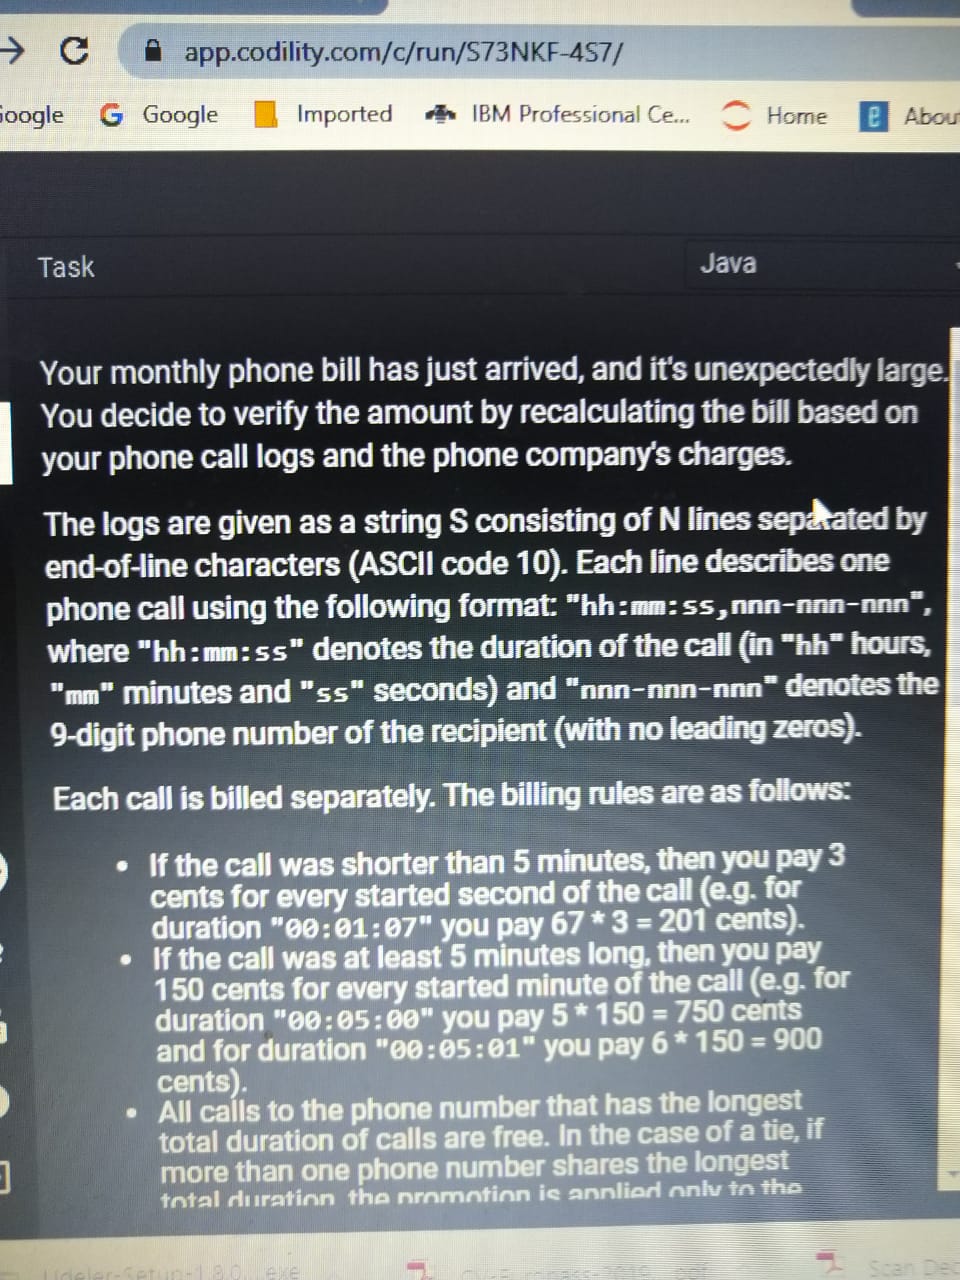 app.codility.com/c/run/S73NKF-4S7/
Google Google Imported IBM Professional Ce... Home Abou
Task Java
Your monthly phone bill has just arrived, and it's unexpectedly large.
You decide to verify the amount by recalculating the bill based on
your phone call logs and the phone company's charges.
The logs are given as a string S consisting of N lines separated by
end-of-line characters (ASCII code 10). Each line describes one
phone call using the following format: "hh:mm:ss,nnn-nnn-nnn",
where "hh:mm:ss" denotes the duration of the call (in "hh" hours,
"mm" minutes and "ss" seconds) and "nnn-nnn-nnn" denotes the
9-digit phone number of the recipient (with no leading zeros).
Each call is billed separately. The billing rules are as follows:
• If the call was shorter than 5 minutes, then you pay 3
cents for every started second of the call (e.g. for
duration "00:01:07" you pay 67 * 3 = 201 cents).
• If the call was at least 5 minutes long, then you pay
150 cents for every started minute of the call (e.g. for
duration "00:05:00" you pay 5 * 150 = 750 cents
and for duration "00:05:01" you pay 6 * 150 = 900
cents).
• All calls to the phone number that has the longest
total duration of calls are free. In the case of a tie, if
more than one phone number shares the longest
total duration, the promotion is applied only to the
Scan Dec